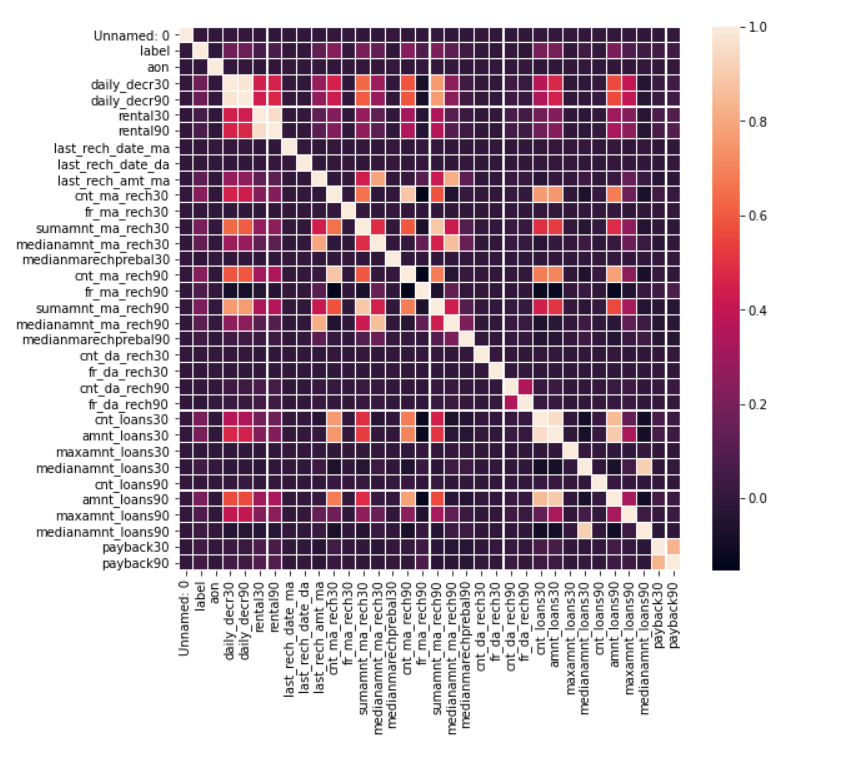 Unnamed: 0
label
aon
daily_decr30
daily_decr90
rental30
rental90
last_rech_date_ma
last_rech_date_da
last_rech_amt_ma
cnt_ma_rech30
fr_ma_rech30
sumamnt_ma_rech30
medianamnt_ma_rech30
medianmarechprebal30
cnt_ma_rech90
fr_ma_rech90
sumamnt_ma_rech90
medianamnt_ma_rech90
medianmarechprebal90
cnt_da_rech30
fr_da_rech30
cnt_da_rech90
fr_da_rech90
cnt_loans30
amnt_loans30
maxamnt_loans30
medianamnt_loans30
cnt_loans90
amnt_loans90
maxamnt_loans90
medianamnt_loans90
payback30
payback90
Unnamed: 0
label
aon
daily_decr30
daily_decr90
rental30
rental90
last_rech_date_ma
last_rech_date_da
last_rech_amt_ma
cnt_ma_rech30
fr_ma_rech30
sumamnt_ma_rech30
medianamnt_ma_rech30
medianmarechprebal30
cnt_ma_rech90
fr_ma_rech90
sumamnt_ma_rech90
medianamnt_ma_rech90
medianmarechprebal90
cnt_da_rech30
fr_da_rech30
cnt_da_rech90
fr_da_rech90
cnt_loans30
amnt_loans30
maxamnt_loans30
medianamnt_loans30
cnt_loans90
amnt_loans90
maxamnt_loans90
medianamnt_loans90
payback30
payback90
1.0
0.8
0.6
0.4
0.2
0.0